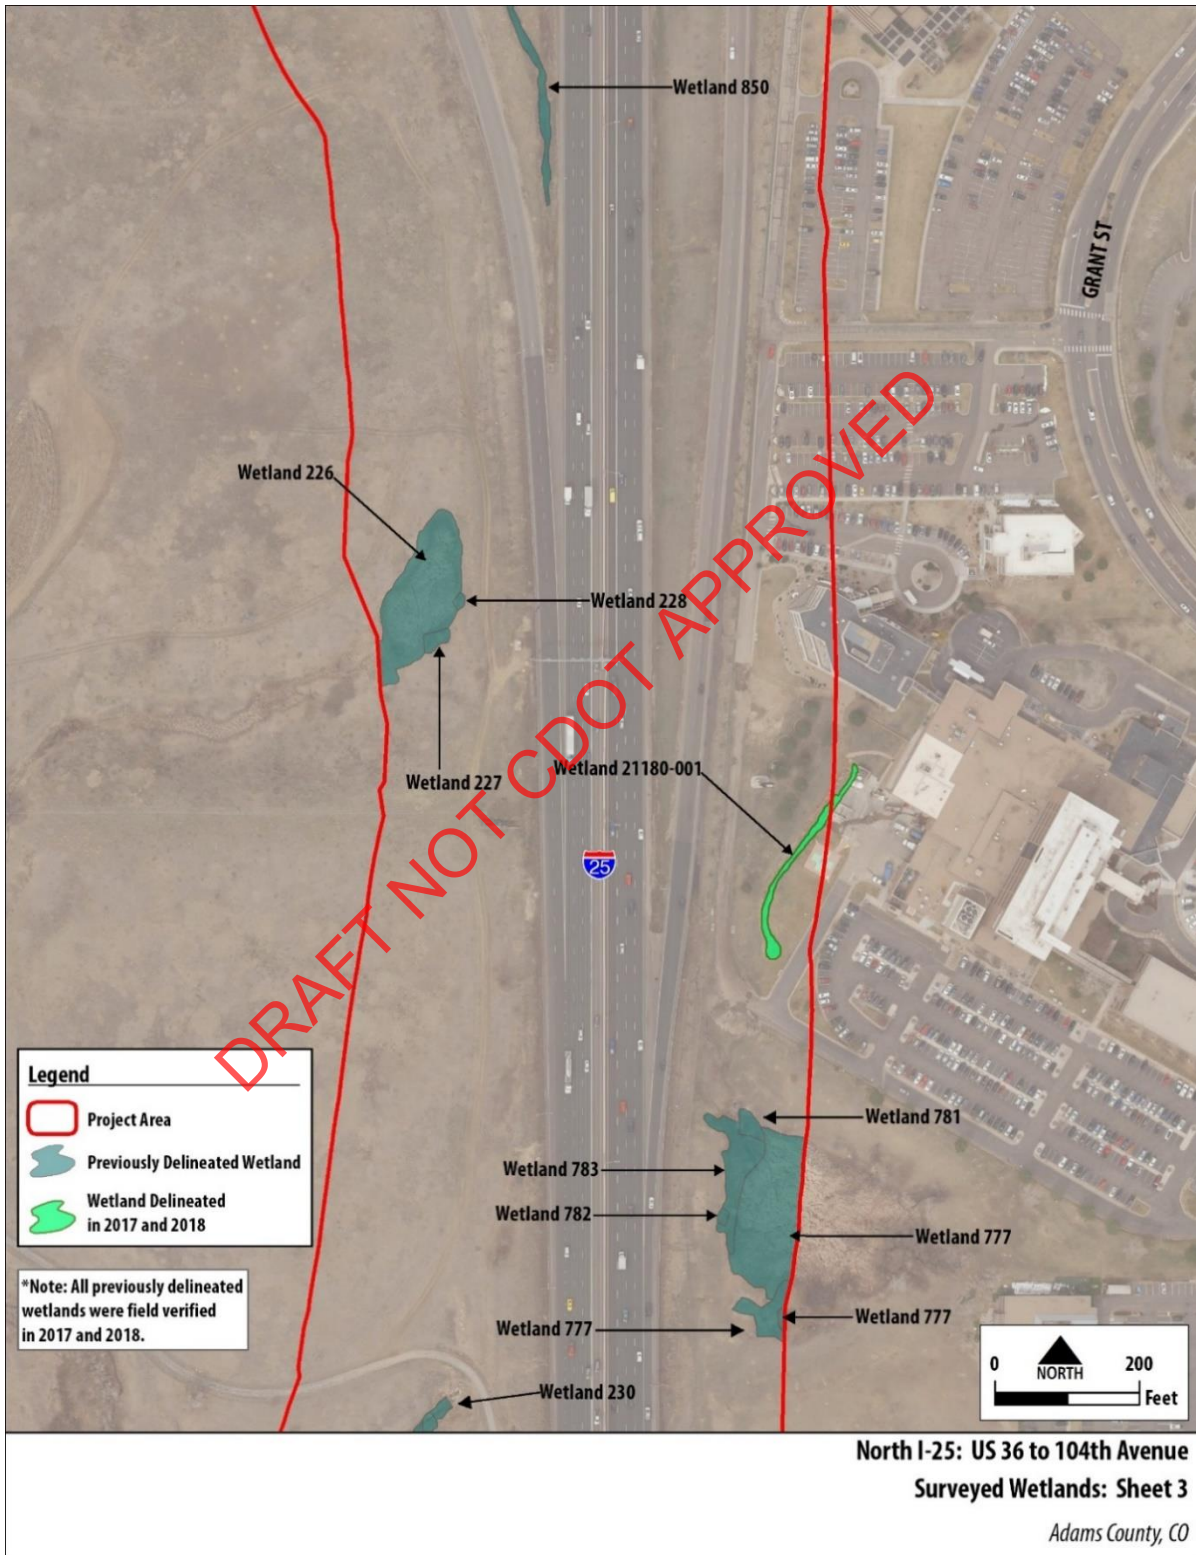 Wetland 850
GRANT ST
Wetland 226
Wetland 228
Wetland 227
Wetland 21180-001
25
DRAFT NOT CDOT APPROVED
Legend
Project Area
Previously Delineated Wetland
Wetland Delineated
in 2017 and 2018
*Note: All previously delineated
wetlands were field verified
in 2017 and 2018.
Wetland 781
Wetland 783
Wetland 782
Wetland 777
Wetland 777
Wetland 777
Wetland 230
0 200
NORTH
Feet
North I-25: US 36 to 104th Avenue
Surveyed Wetlands: Sheet 3
Adams County, CO